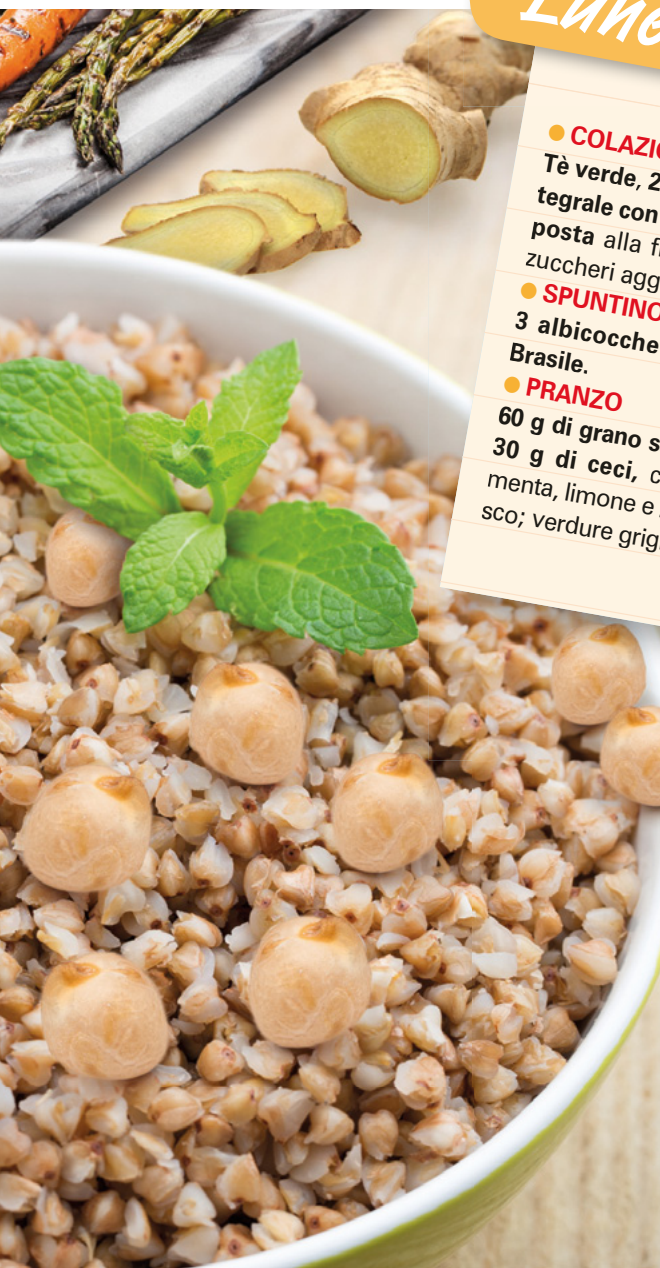 Lune
COLAZIO
Tè verde, 2
tegrale con
posta alla f
zuccheri agg
SPUNTINO
3 albicocche
Brasile.
PRANZO
60 g di grano s
30 g di ceci, c
menta, limone e
sco; verdure grig